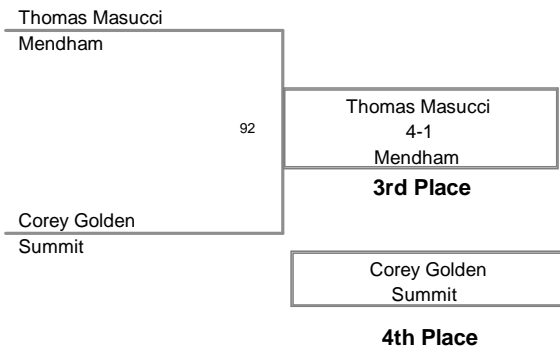 Thomas Masucci
Mendham
92
Thomas Masucci
4-1
Mendham
3rd Place
Corey Golden
Summit
Corey Golden
Summit
4th Place